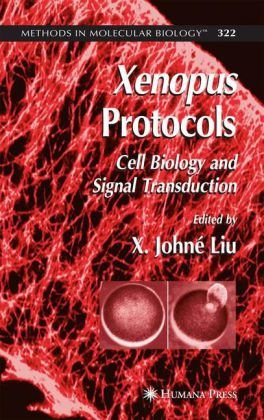 METHODS IN MOLECULAR BIOLOGY™ 322
Xenopus
Protocols
Cell Biology and
Signal Transduction
Edited by
X. Johné Liu
HUMANA PRESS